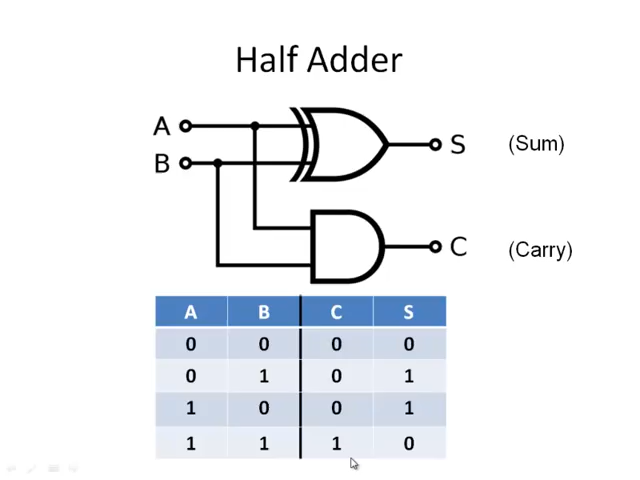 Half Adder
A
S (Sum)
B
C (Carry)
A B C S
0 0 0 0
0 1 0 1
1 0 0 1
1 1 1 0